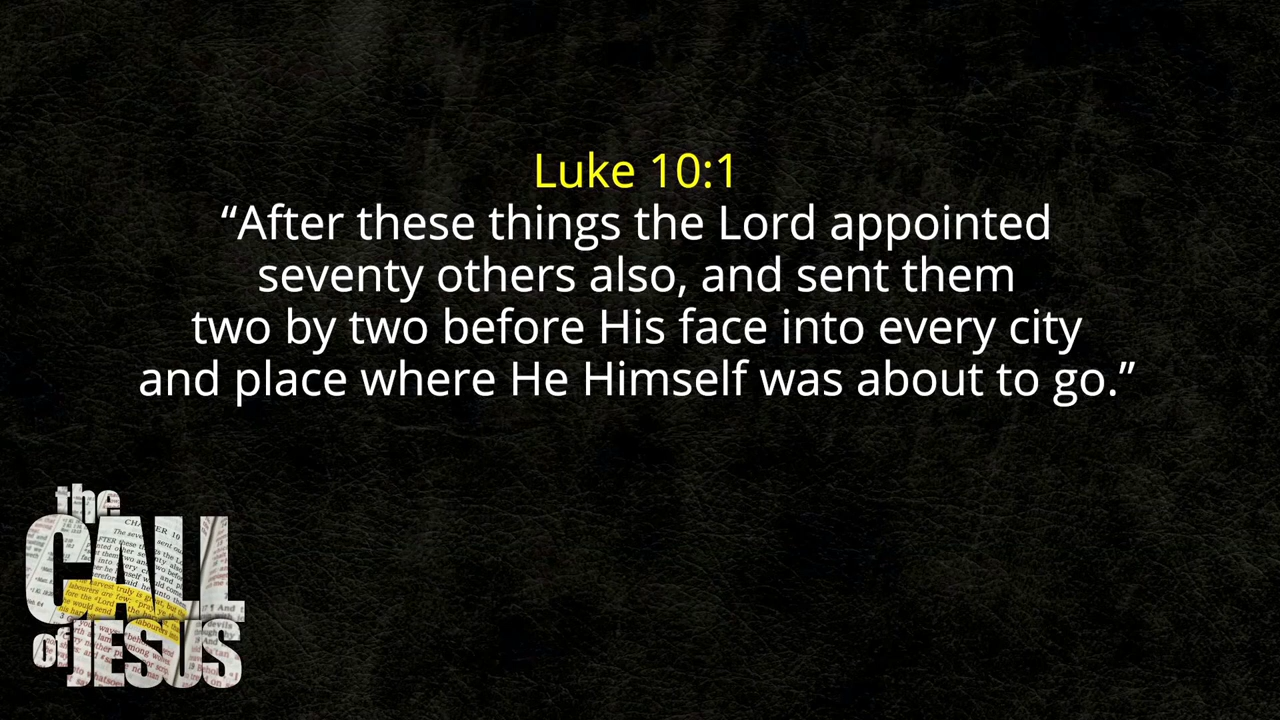 Luke 10:1
“After these things the Lord appointed
seventy others also, and sent them
two by two before His face into every city
and place where He Himself was about to go.”
the
CALL
of JESUS